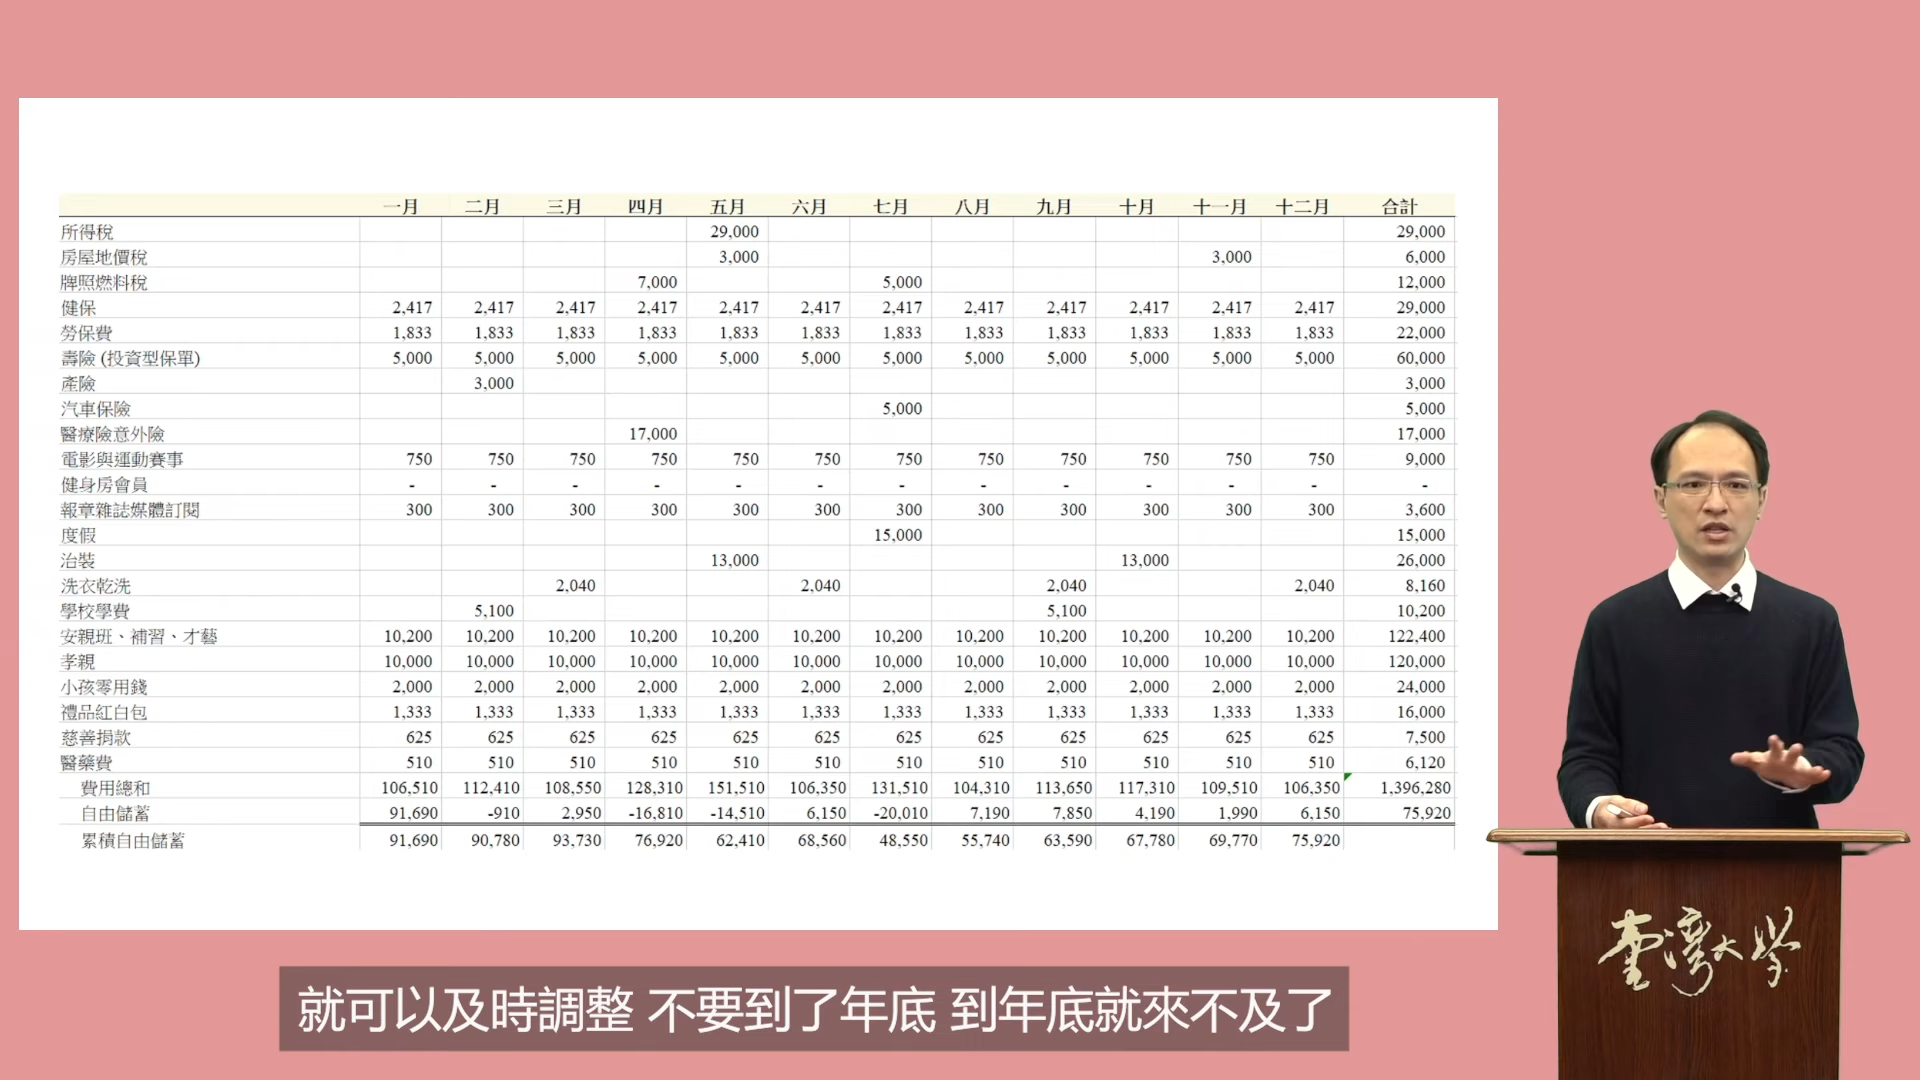 一月 二月 三月 四月 五月 六月 七月 八月 九月 十月 十一月 十二月 合計
所得稅 29,000 29,000
房屋地價稅 3,000 3,000 6,000
牌照燃料稅 7,000 5,000 12,000
健保 2,417 2,417 2,417 2,417 2,417 2,417 2,417 2,417 2,417 2,417 2,417 2,417 29,000
勞保費 1,833 1,833 1,833 1,833 1,833 1,833 1,833 1,833 1,833 1,833 1,833 1,833 22,000
壽險 (投資型保單) 5,000 5,000 5,000 5,000 5,000 5,000 5,000 5,000 5,000 5,000 5,000 5,000 60,000
產險 3,000 3,000
汽車保險 5,000 5,000
醫療險意外險 17,000 17,000
電影與運動賽事 750 750 750 750 750 750 750 750 750 750 750 750 9,000
健身房會員 - - - - - - - - - - - - -
報章雜誌媒體訂閱 300 300 300 300 300 300 300 300 300 300 300 300 3,600
度假 15,000 15,000
治裝 13,000 13,000 26,000
洗衣乾洗 2,040 2,040 2,040 2,040 8,160
學校學費 5,100 5,100 10,200
安親班、補習、才藝 10,200 10,200 10,200 10,200 10,200 10,200 10,200 10,200 10,200 10,200 10,200 10,200 122,400
孝親 10,000 10,000 10,000 10,000 10,000 10,000 10,000 10,000 10,000 10,000 10,000 10,000 120,000
小孩零用錢 2,000 2,000 2,000 2,000 2,000 2,000 2,000 2,000 2,000 2,000 2,000 2,000 24,000
禮品紅白包 1,333 1,333 1,333 1,333 1,333 1,333 1,333 1,333 1,333 1,333 1,333 1,333 16,000
慈善捐款 625 625 625 625 625 625 625 625 625 625 625 625 7,500
醫藥費 510 510 510 510 510 510 510 510 510 510 510 510 6,120
費用總和 106,510 112,410 108,550 128,310 151,510 106,350 131,510 104,310 113,650 117,310 109,510 106,350 1,396,280
自由儲蓄 91,690 -910 2,950 -16,810 -14,510 6,150 -20,010 7,190 7,850 4,190 1,990 6,150 75,920
累積自由儲蓄 91,690 90,780 93,730 76,920 62,410 68,560 48,550 55,740 63,590 67,780 69,770 75,920
臺灣大學
就可以及時調整 不要到了年底 到年底就來不及了